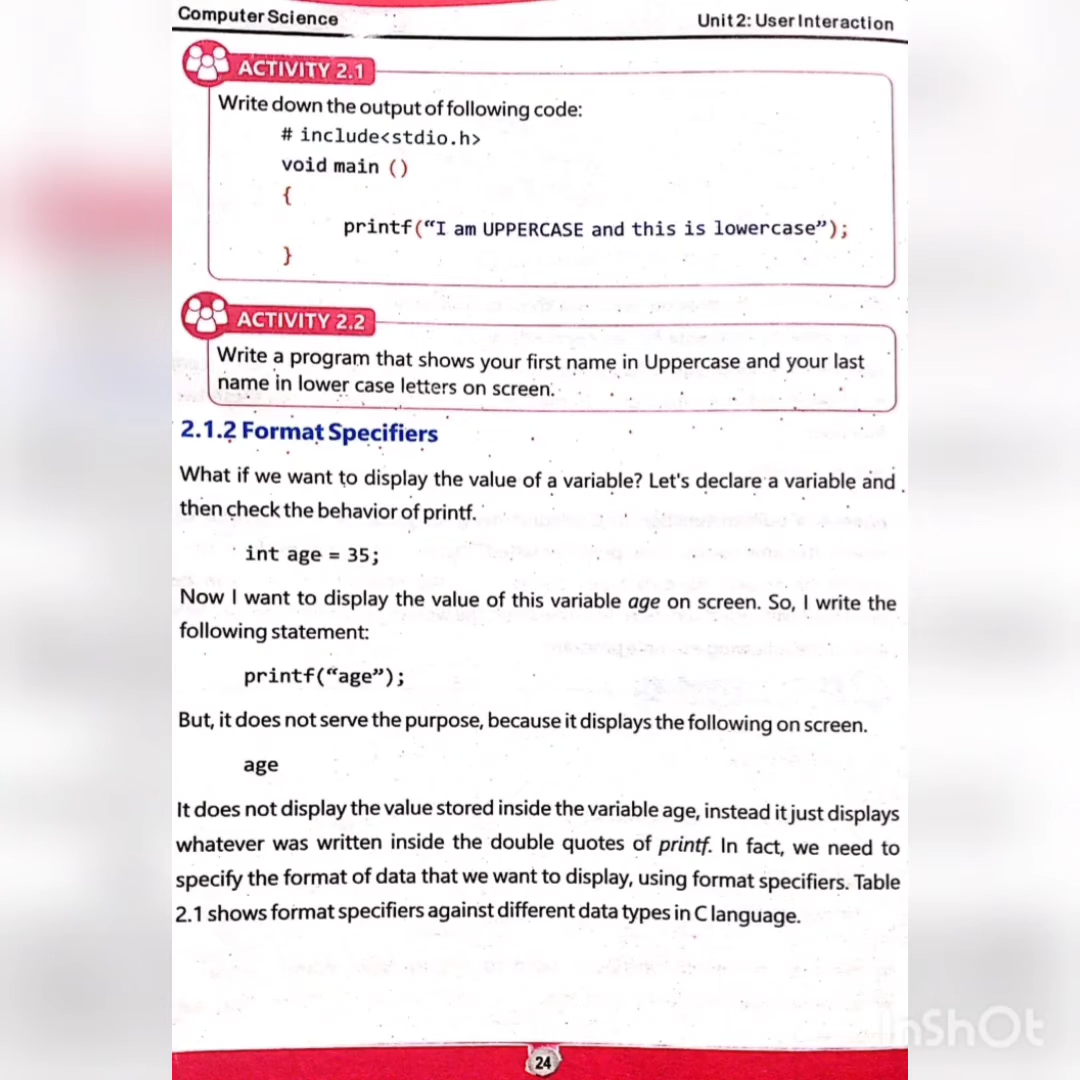 Computer Science
Unit 2: User Interaction
ACTIVITY 2.1
Write down the output of following code:
# include<stdio.h>
void main ()
{
printf(“I am UPPERCASE and this is lowercase”);
}
ACTIVITY 2.2
Write a program that shows your first name in Uppercase and your last
name in lower case letters on screen.
2.1.2 Format Specifiers
What if we want to display the value of a variable? Let's declare a variable and
then check the behavior of printf.
int age = 35;
Now I want to display the value of this variable age on screen. So, I write the
following statement:
printf(“age”);
But, it does not serve the purpose, because it displays the following on screen.
age
It does not display the value stored inside the variable age, instead it just displays
whatever was written inside the double quotes of printf. In fact, we need to
specify the format of data that we want to display, using format specifiers. Table
2.1 shows format specifiers against different data types in C language.
InShOt
24